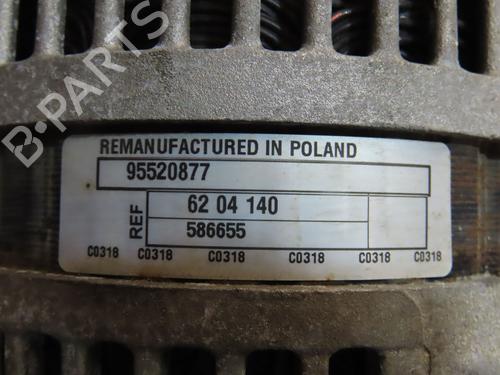 B-PARTS
REMANUFACTURED IN POLAND
95520877
REF
62 04 140
586655
C0318 C0318 C0318 C0318 C0318 C0318